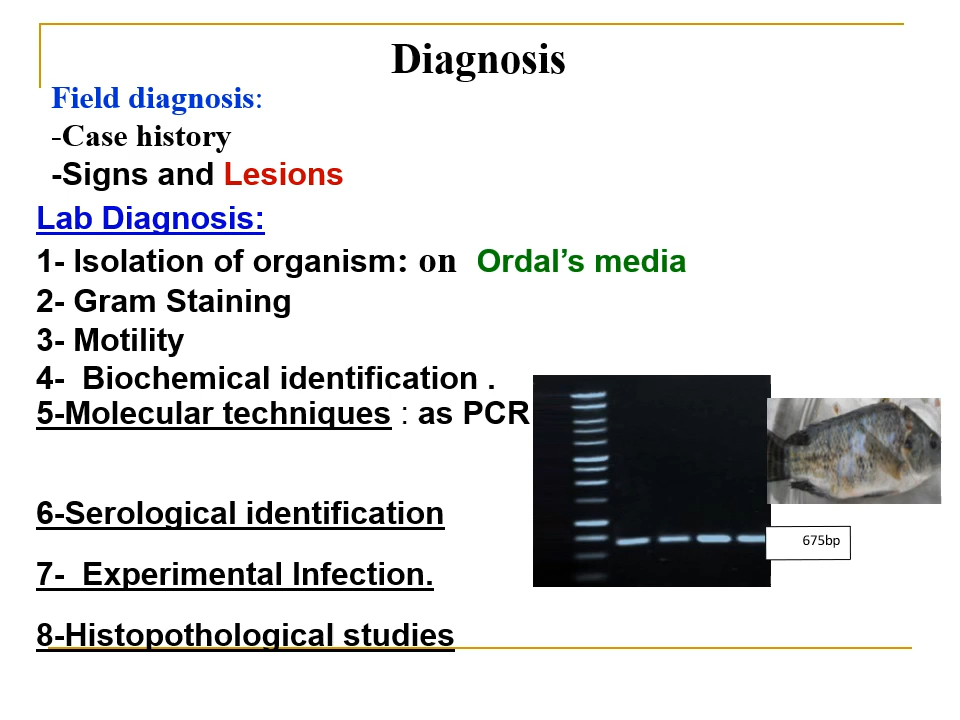 Diagnosis
Field diagnosis:
-Case history
-Signs and Lesions
Lab Diagnosis:
1- Isolation of organism: on Ordal’s media
2- Gram Staining
3- Motility
4- Biochemical identification .
5-Molecular techniques : as PCR
675bp
6-Serological identification
7- Experimental Infection.
8-Histopothological studies